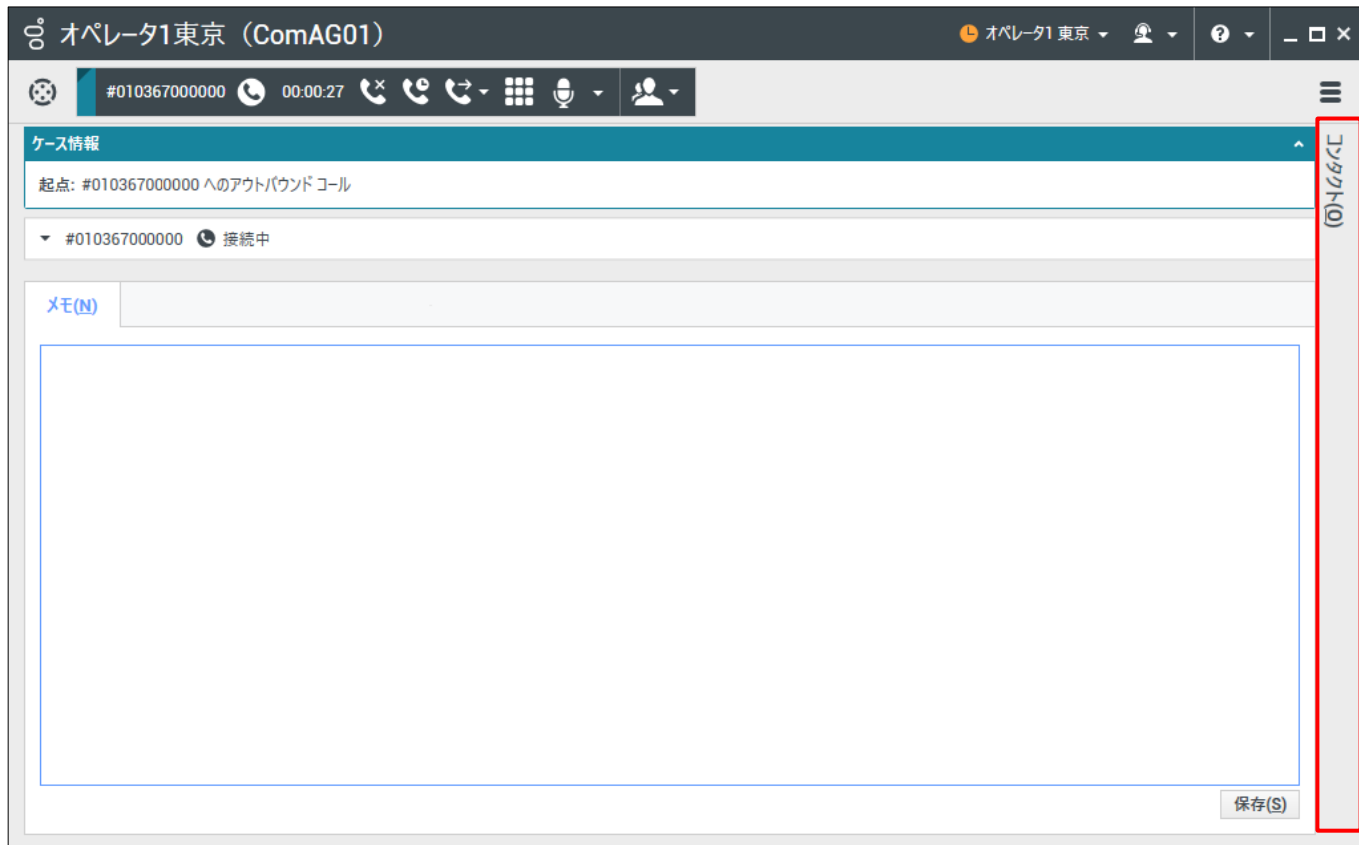 オペレータ1東京（ComAG01）
オペレータ1 東京
#010367000000 00:00:27
ケース情報
起点: #010367000000 へのアウトバウンド コール
#010367000000 接続中
メモ(N)
保存(S)
コンタクト(O)